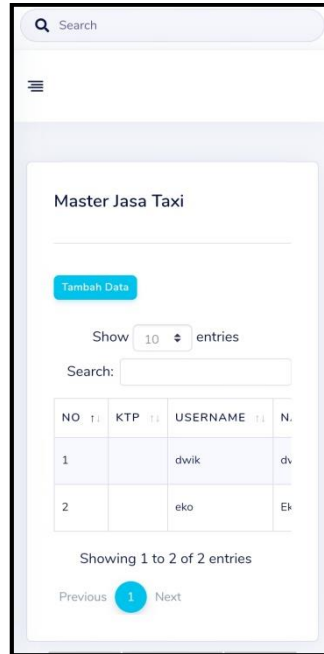 Search
Master Jasa Taxi
Tambah Data
Show 10 entries
Search:
NO KTP USERNAME N.
1 dwik
2 eko
Showing 1 to 2 of 2 entries
Previous 1 Next